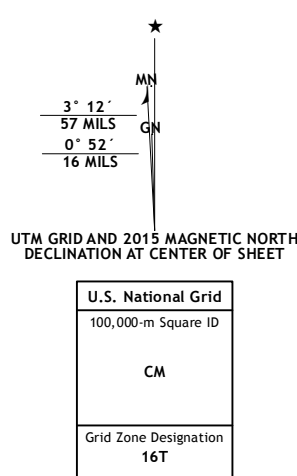 MN
3° 12´
57 MILS
GN
0° 52´
16 MILS
UTM GRID AND 2015 MAGNETIC NORTH
DECLINATION AT CENTER OF SHEET
U.S. National Grid
100,000-m Square ID
CM
Grid Zone Designation
16T